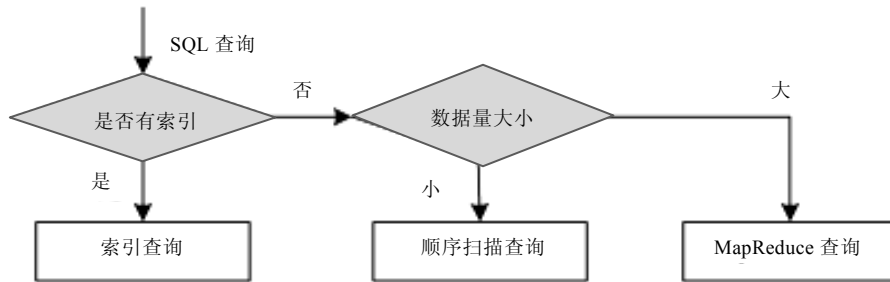 SQL 查询
否
大
是否有索引
数据量大小
是
小
索引查询
顺序扫描查询
MapReduce 查询